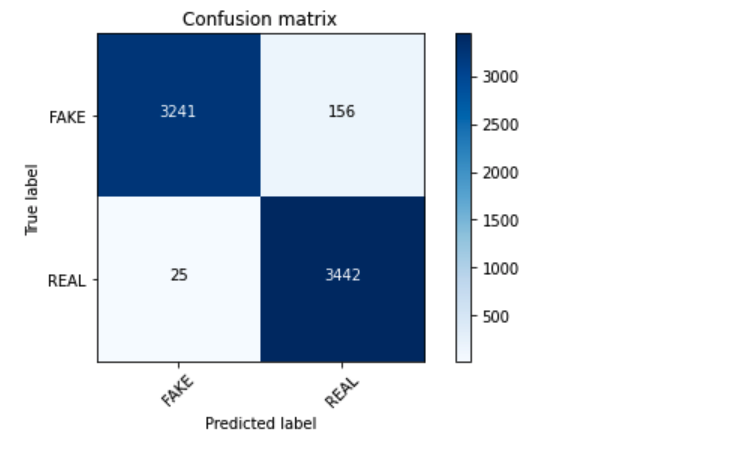 Confusion matrix
FAKE
3241
156
REAL
25
3442
FAKE
REAL
True label
Predicted label
3000
2500
2000
1500
1000
500